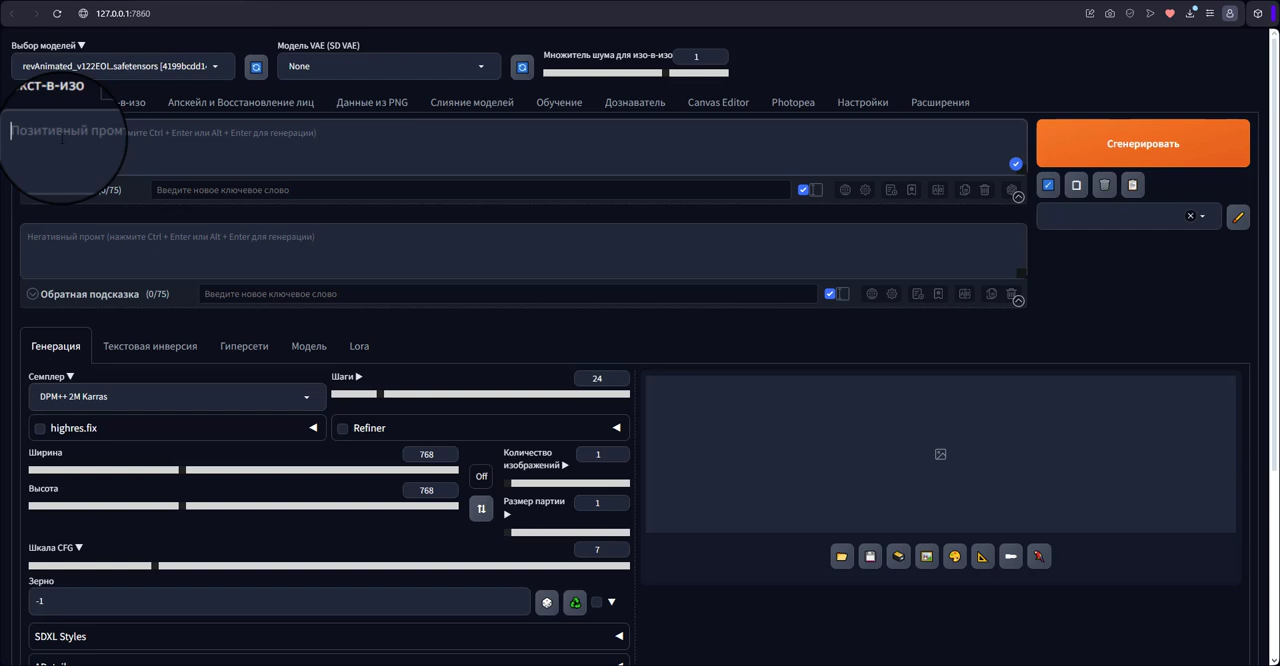 127.0.0.1:7860
Выбор моделей ▼
Модель VAE (SD VAE)
Множитель шума для изо-в-изо
1
revAnimated_v122EOL.safetensors [4199bcdd1
None
кст-в-изо
в-изо
Апскейл и Восстановление лиц
Данные из PNG
Слияние моделей
Обучение
Дознаватель
Canvas Editor
Photopea
Настройки
Расширения
Позитивный пром
мите Ctrl + Enter или Alt + Enter для генерации)
Сгенерировать
(0/75)
Введите новое ключевое слово
Негативный промт (нажмите Ctrl + Enter или Alt + Enter для генерации)
Обратная подсказка (0/75)
Введите новое ключевое слово
Генерация
Текстовая инверсия
Гиперсети
Модель
Lora
Семплер ▼
Шаги ▶
24
DPM++ 2M Karras
highres.fix
Refiner
Ширина
768
Количество
изображений ▶
1
Off
Высота
768
Размер партии
▶
1
Шкала CFG ▼
7
Зерно
-1
SDXL Styles